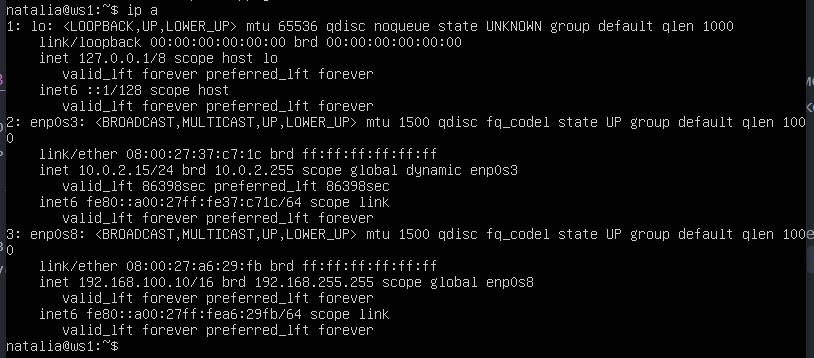 natalia@ws1:~$ ip a
1: lo: <LOOPBACK,UP,LOWER_UP> mtu 65536 qdisc noqueue state UNKNOWN group default qlen 1000
link/loopback 00:00:00:00:00:00 brd 00:00:00:00:00:00
inet 127.0.0.1/8 scope host lo
valid_lft forever preferred_lft forever
inet6 ::1/128 scope host
valid_lft forever preferred_lft forever
2: enp0s3: <BROADCAST,MULTICAST,UP,LOWER_UP> mtu 1500 qdisc fq_codel state UP group default qlen 100
0
link/ether 08:00:27:37:c7:1c brd ff:ff:ff:ff:ff:ff
inet 10.0.2.15/24 brd 10.0.2.255 scope global dynamic enp0s3
valid_lft 86398sec preferred_lft 86398sec
inet6 fe80::a00:27ff:fe37:c71c/64 scope link
valid_lft forever preferred_lft forever
3: enp0s8: <BROADCAST,MULTICAST,UP,LOWER_UP> mtu 1500 qdisc fq_codel state UP group default qlen 100
0
link/ether 08:00:27:a6:29:fb brd ff:ff:ff:ff:ff:ff
inet 192.168.100.10/16 brd 192.168.255.255 scope global enp0s8
valid_lft forever preferred_lft forever
inet6 fe80::a00:27ff:fea6:29fb/64 scope link
valid_lft forever preferred_lft forever
natalia@ws1:~$